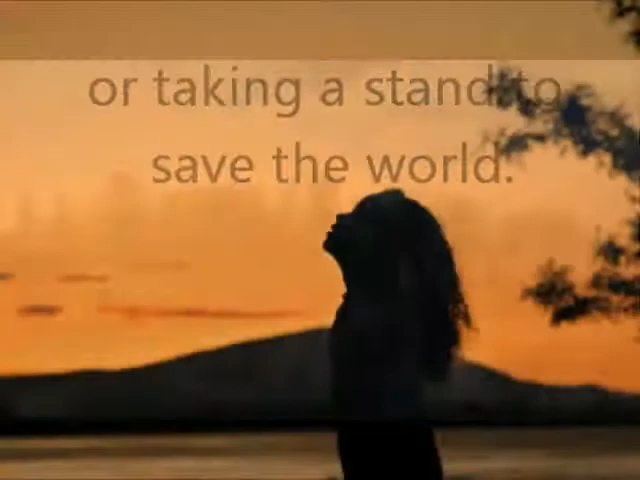 or taking a stand to
save the world.